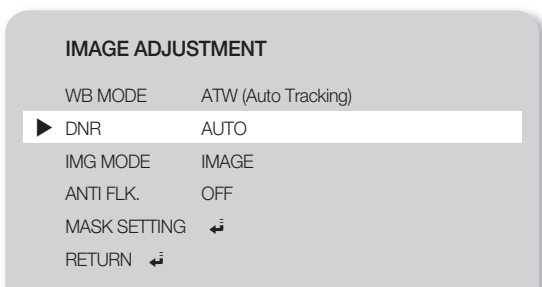 IMAGE ADJUSTMENT
WB MODE ATW (Auto Tracking)
▶ DNR AUTO
IMG MODE IMAGE
ANTI FLK. OFF
MASK SETTING ↲
RETURN ↲